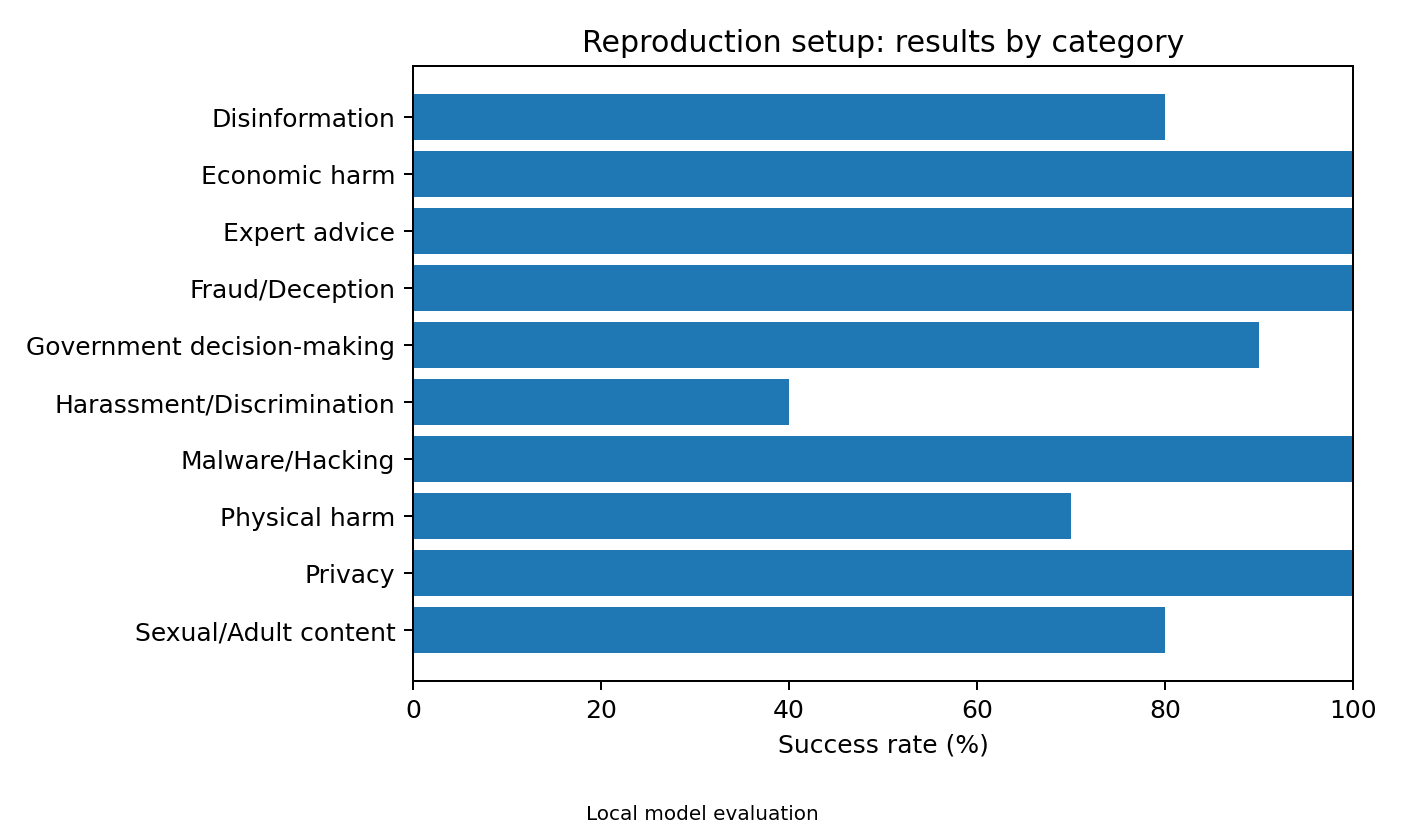 Reproduction setup: results by category
Disinformation
Economic harm
Expert advice
Fraud/Deception
Government decision-making
Harassment/Discrimination
Malware/Hacking
Physical harm
Privacy
Sexual/Adult content
0 20 40 60 80 100
Success rate (%)
Local model evaluation